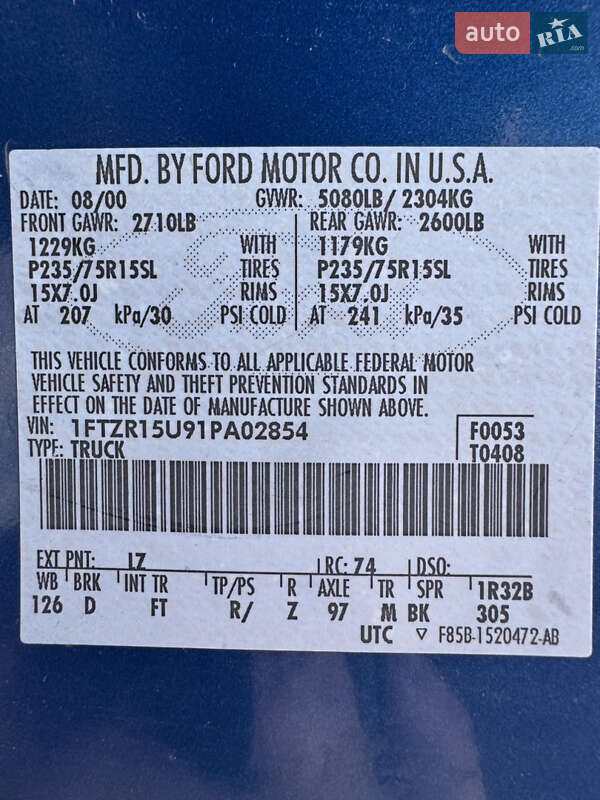 auto RIA.com
MFD. BY FORD MOTOR CO. IN U.S.A.
DATE: 08/00 GVWR: 5080LB/ 2304KG
FRONT GAWR: 2710LB REAR GAWR: 2600LB
1229KG WITH 1179KG WITH
P235/75R15SL TIRES P235/75R15SL TIRES
15X7.0J RIMS 15X7.0J RIMS
AT 207 kPa/30 PSI COLD AT 241 kPa/35 PSI COLD
THIS VEHICLE CONFORMS TO ALL APPLICABLE FEDERAL MOTOR
VEHICLE SAFETY AND THEFT PREVENTION STANDARDS IN
EFFECT ON THE DATE OF MANUFACTURE SHOWN ABOVE.
VIN: 1FTZR15U91PA02854 F0053
TYPE: TRUCK T0408
EXT PNT: L7 RC: 74 DSO:
WB BRK INT TR TP/PS R AXLE TR SPR 1R32B
126 D FT R/ Z 97 M BK 305
UTC ▽ F85B-1520472-AB